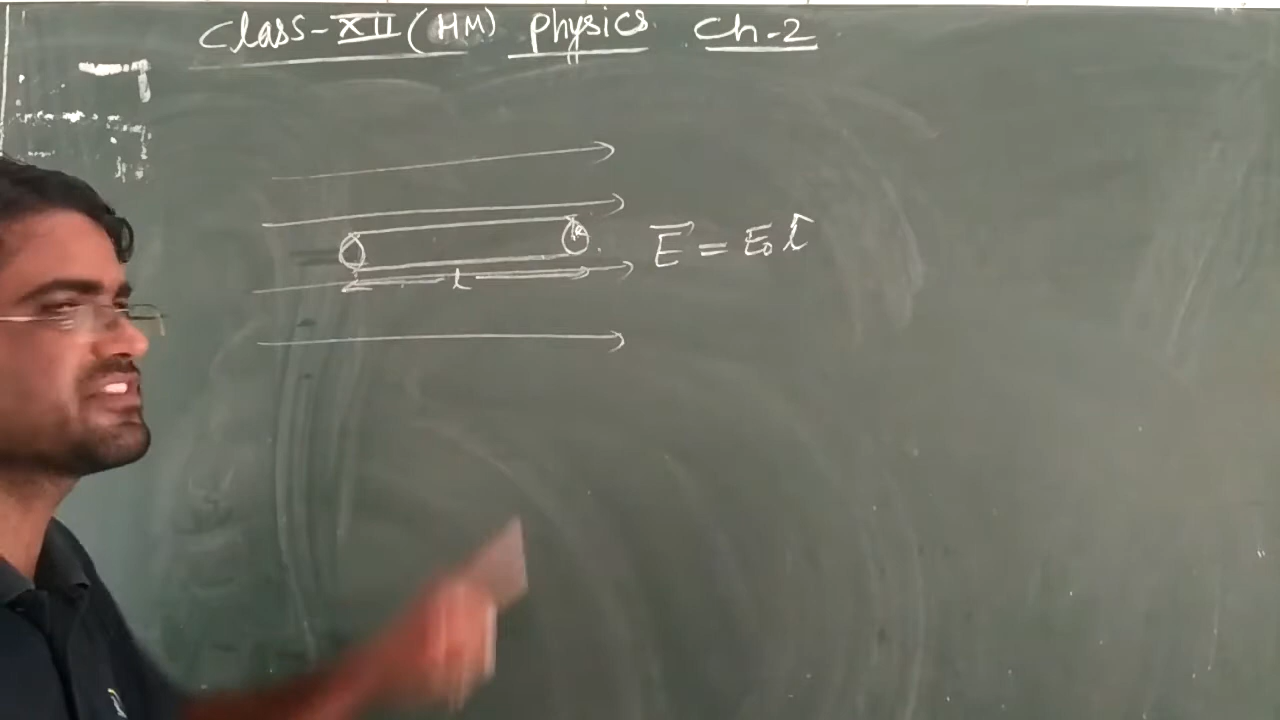 Class-XII (HM) Physics Ch-2
R
E⃗ = E₀ î
l